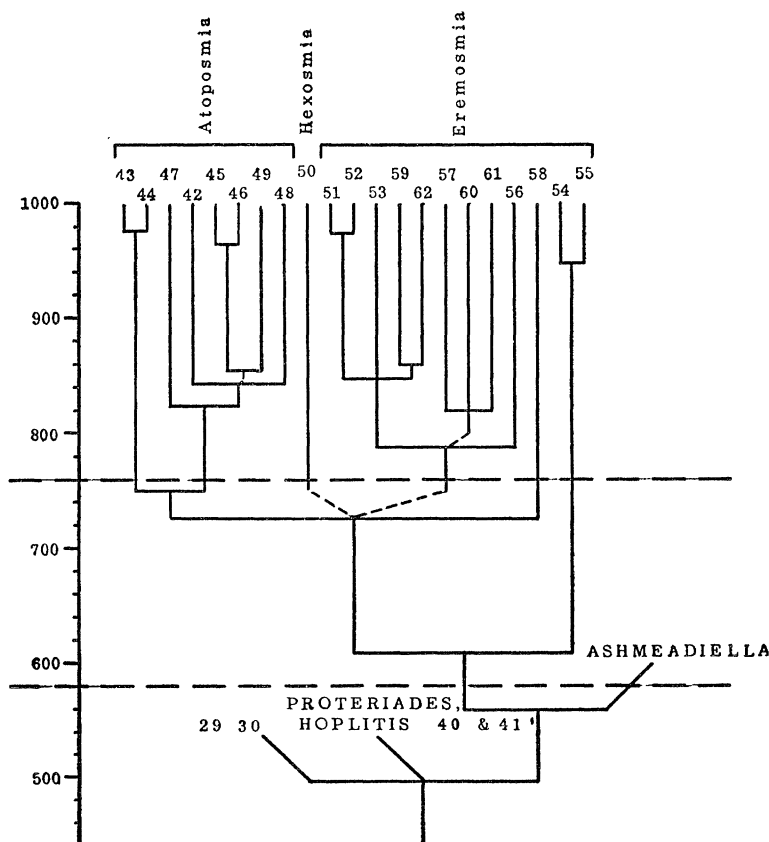 Atoposmia
Hexosmia
Eremosmia
43 47 45 49 50 52 59 57 61 58 55
44 42 46 48 51 53 62 60 56 54
1000
900
800
700
600
ASHMEADIELLA
PROTERIADES,
29 30 HOPLITIS 40 & 41'
500